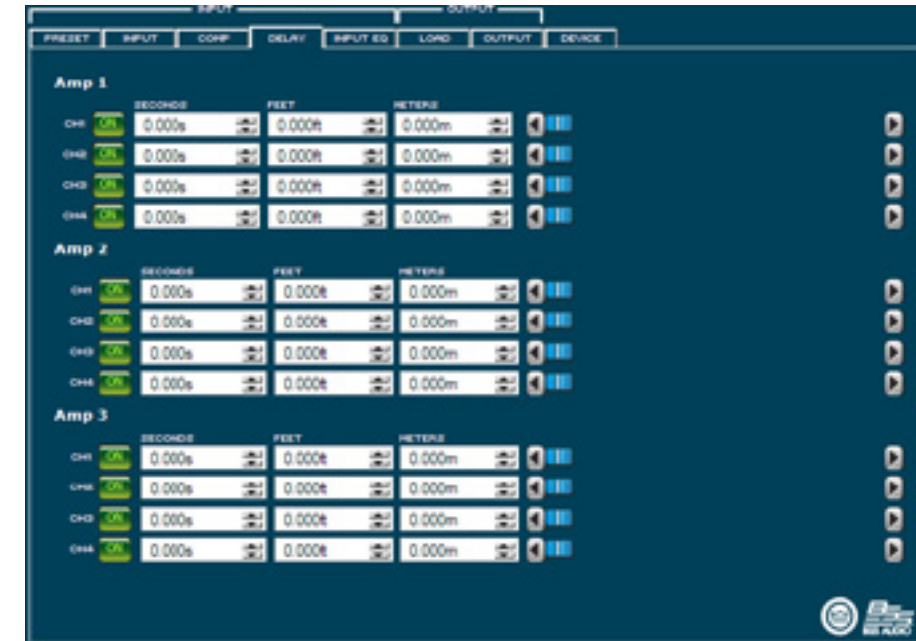 INPUT OUTPUT
PRESET INPUT COMP DELAY INPUT EQ LOAD OUTPUT DEVICE
Amp 1
SECONDS FEET METERS
CH1 ON 0.000s 0.000ft 0.000m
CH2 ON 0.000s 0.000ft 0.000m
CH3 ON 0.000s 0.000ft 0.000m
CH4 ON 0.000s 0.000ft 0.000m
Amp 2
SECONDS FEET METERS
CH1 ON 0.000s 0.000ft 0.000m
CH2 ON 0.000s 0.000ft 0.000m
CH3 ON 0.000s 0.000ft 0.000m
CH4 ON 0.000s 0.000ft 0.000m
Amp 3
SECONDS FEET METERS
CH1 ON 0.000s 0.000ft 0.000m
CH2 ON 0.000s 0.000ft 0.000m
CH3 ON 0.000s 0.000ft 0.000m
CH4 ON 0.000s 0.000ft 0.000m
BSS
BSS AUDIO